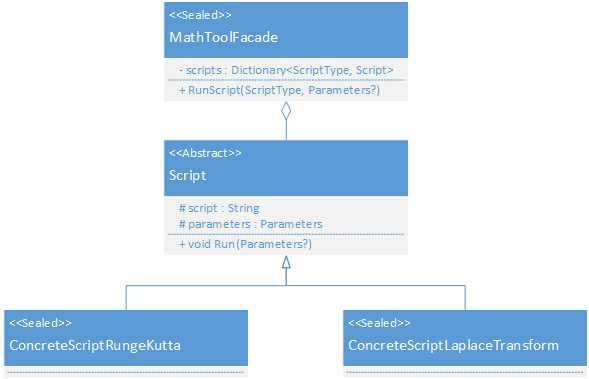 <<Sealed>>
MathToolFacade
- scripts : Dictionary<ScriptType, Script>
+ RunScript(ScriptType, Parameters?)
<<Abstract>>
Script
# script : String
# parameters : Parameters
+ void Run(Parameters?)
<<Sealed>>
ConcreteScriptRungeKutta
<<Sealed>>
ConcreteScriptLaplaceTransform